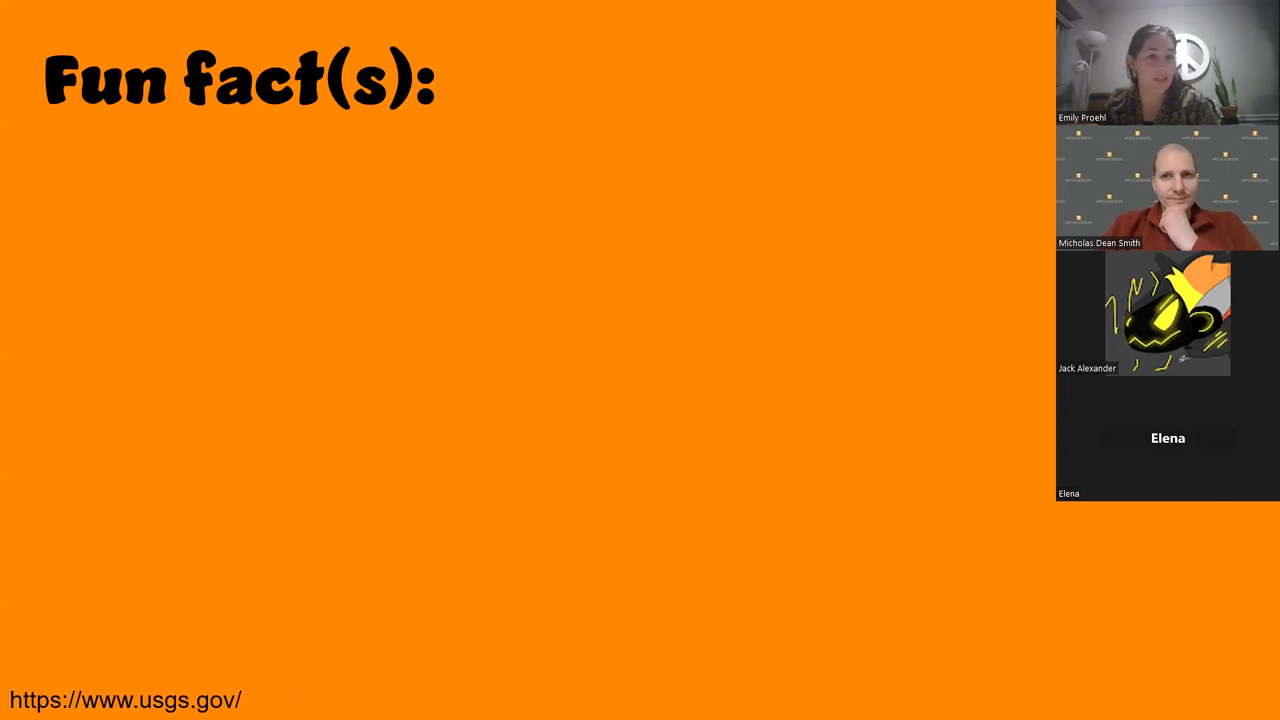 Fun fact(s):
https://www.usgs.gov/
Emily Proehl
Micholas Dean Smith
Jack Alexander
Elena
Elena